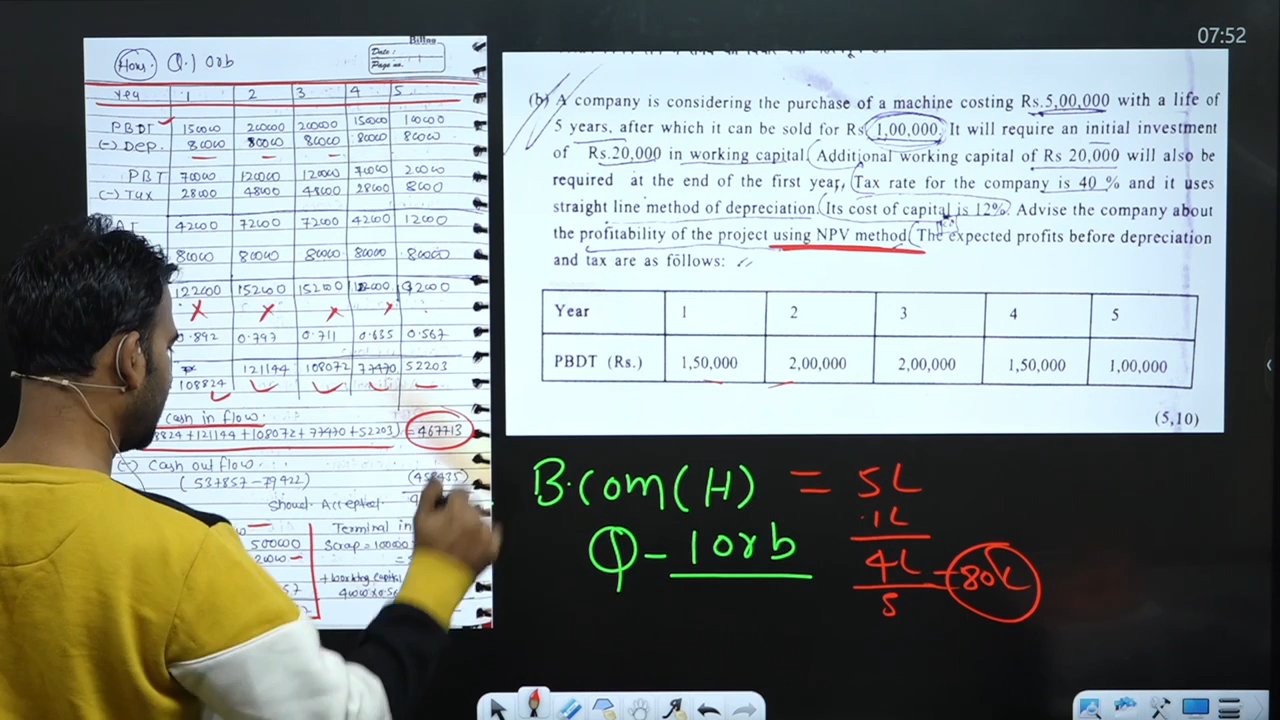 07:52
Billno
Date :
Page no.
Hons. Q.1 or b
Year 1 2 3 4 5
PBDT 150000 200000 200000 150000 100000
(-) Dep. 80000 80000 80000 80000 80000
PBT 70000 120000 120000 70000 20000
(-) Tax 28000 48000 48000 28000 8000
42000 72000 72000 42000 12000
80000 80000 80000 80000 80000
122000 152000 152000 122000 92000
0.892 0.797 0.711 0.635 0.567
108824 121144 108072 77470 52203
Cash in flow
8824+121144+108072+77470+52203) = 467713
(-) Cash out flow
(537857-79422) (458435)
Shoud. Accepted.
500000
Terminal in
Scrap = 100000
+ Working Capital
(b) A company is considering the purchase of a machine costing Rs.5,00,000 with a life of
5 years, after which it can be sold for Rs. 1,00,000. It will require an initial investment
of Rs.20,000 in working capital. Additional working capital of Rs 20,000 will also be
required at the end of the first year, Tax rate for the company is 40 % and it uses
straight line method of depreciation. Its cost of capital is 12%. Advise the company about
the profitability of the project using NPV method. The expected profits before depreciation
and tax are as follows:
Year 1 2 3 4 5
PBDT (Rs.) 1,50,000 2,00,000 2,00,000 1,50,000 1,00,000
(5,10)
B.Com(H) = 5L
.1L
Q - 1 or b
4L
5
80k